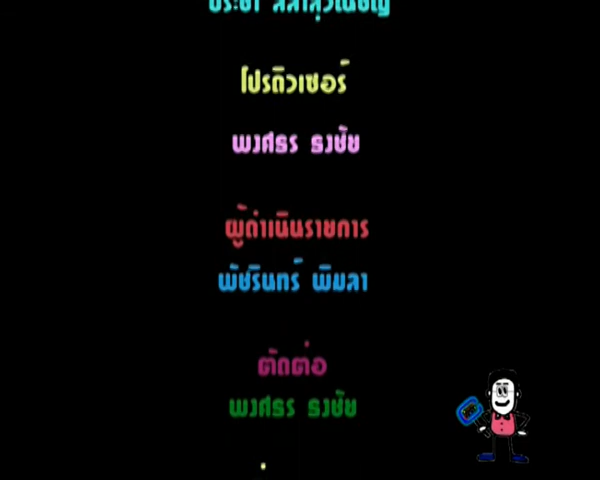 โปรดิวเซอร์
พงศธร ธงชัย
ผู้ดำเนินรายการ
พัชรินทร์ พิมลา
ตัดต่อ
พงศธร ธงชัย